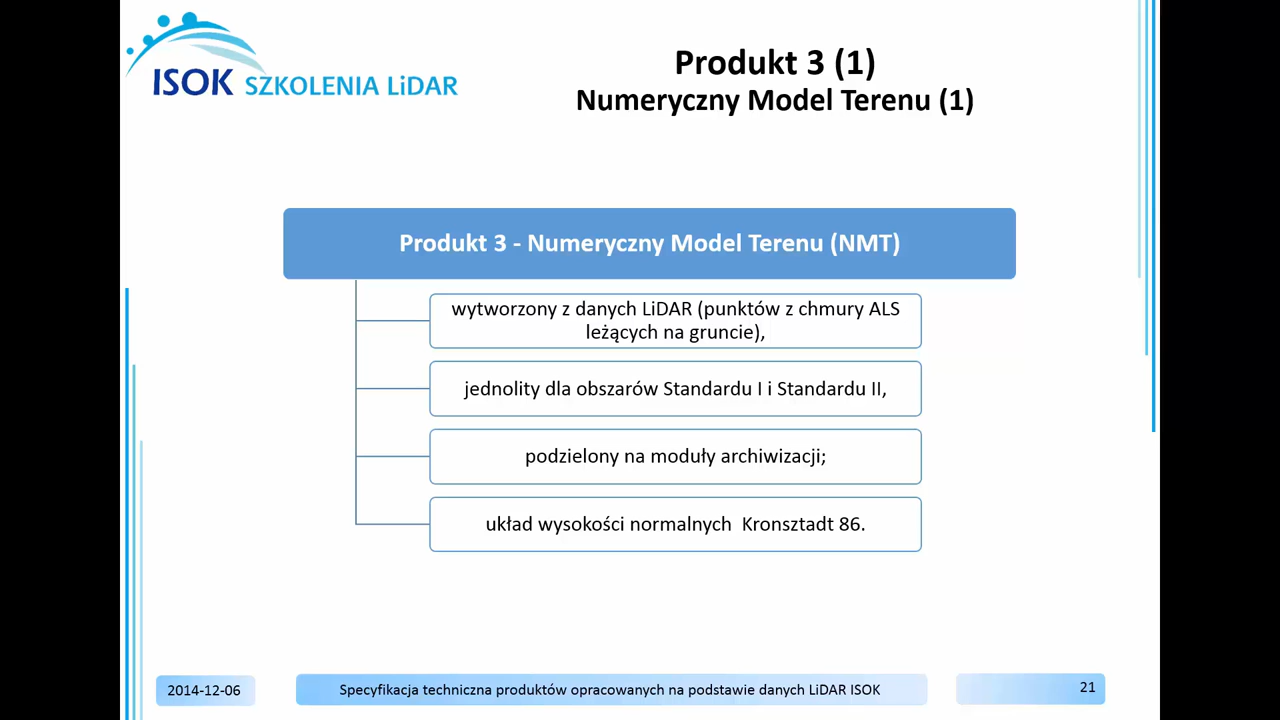 ISOK SZKOLENIA LiDAR
Produkt 3 (1)
Numeryczny Model Terenu (1)
Produkt 3 - Numeryczny Model Terenu (NMT)
wytworzony z danych LiDAR (punktów z chmury ALS
leżących na gruncie),
jednolity dla obszarów Standardu I i Standardu II,
podzielony na moduły archiwizacji;
układ wysokości normalnych  Kronsztadt 86.
2014-12-06
Specyfikacja techniczna produktów opracowanych na podstawie danych LiDAR ISOK
21